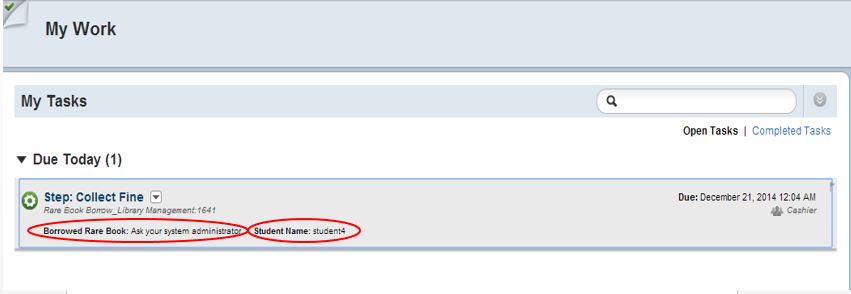 My Work
My Tasks
Open Tasks | Completed Tasks
Due Today (1)
Step: Collect Fine
Due: December 21, 2014 12:04 AM
Rare Book Borrow_Library Management:1641
Cashier
Borrowed Rare Book: Ask your system administrator Student Name: student4